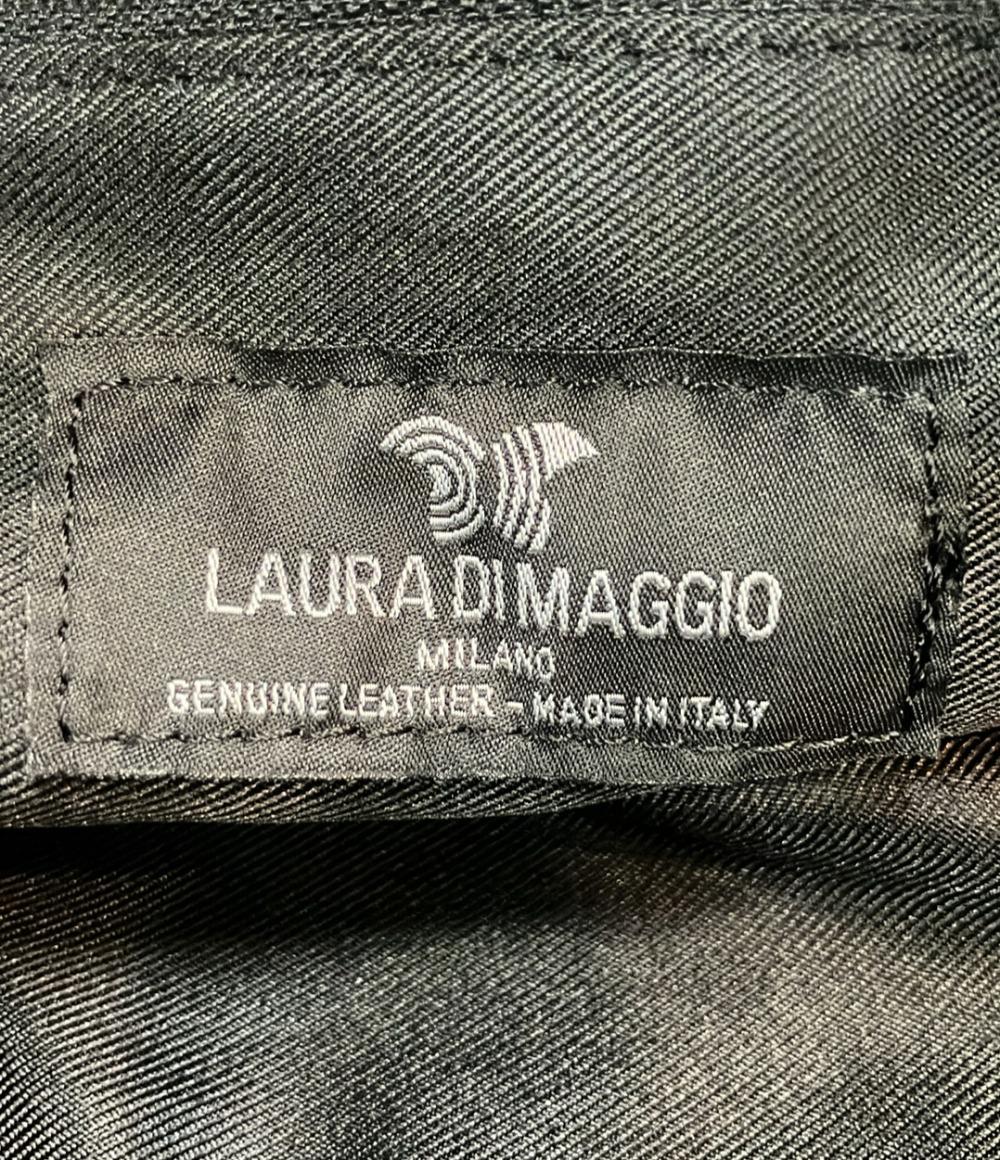 LAURA DI MAGGIO
MILANO
GENUINE LEATHER - MADE IN ITALY